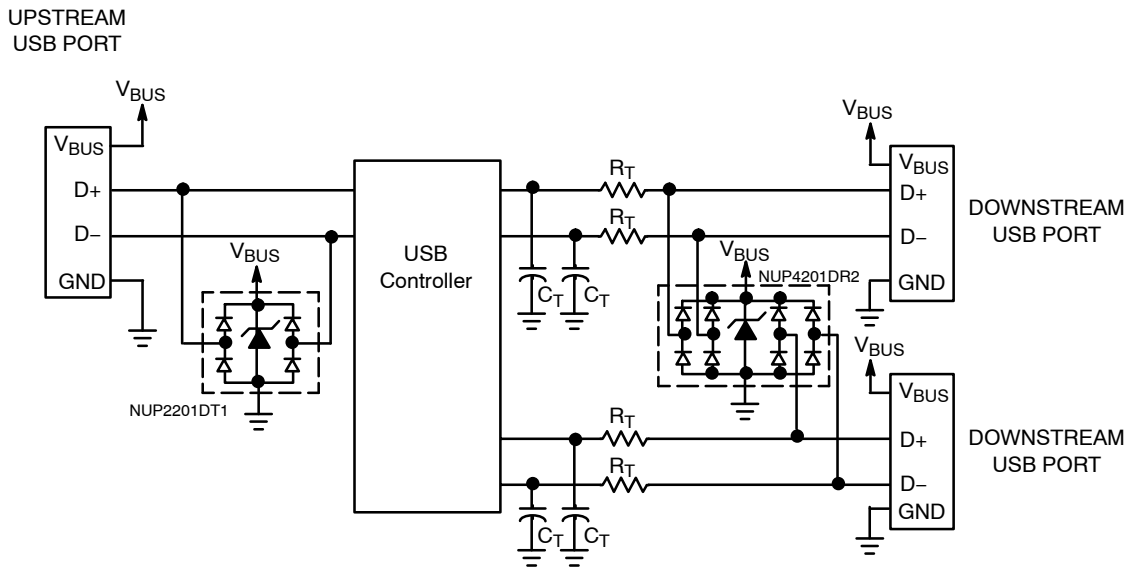 UPSTREAM
USB PORT
VBUS
VBUS
D+
D−
GND
VBUS
NUP2201DT1
USB
Controller
RT
RT
CT
CT
VBUS
NUP4201DR2
VBUS
VBUS
D+
D−
GND
DOWNSTREAM
USB PORT
RT
RT
CT
CT
VBUS
VBUS
D+
D−
GND
DOWNSTREAM
USB PORT